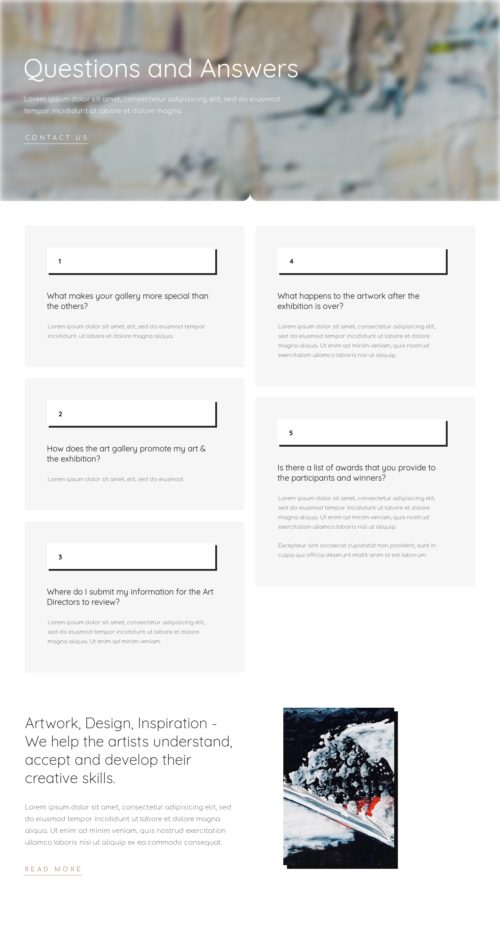 Questions and Answers
Lorem ipsum dolor sit amet, consectetur adipisicing elit, sed do eiusmod
tempor incididunt ut labore et dolore magna.
CONTACT US
1
What makes your gallery more special than
the others?
Lorem ipsum dolor sit amet, elit, sed do eiusmod tempor
incididunt ut labore et dolore magna aliqua.
2
How does the art gallery promote my art &
the exhibition?
Lorem ipsum dolor sit amet, elit, sed do eiusmod
3
Where do I submit my information for the Art
Directors to review?
Lorem ipsum dolor sit amet, consectetur adipisicing elit,
sed do eiusmod tempor incididunt ut labore et dolore
magna aliqua. Ut enim ad minim veniam.
4
What happens to the artwork after the
exhibition is over?
Lorem ipsum dolor sit amet, consectetur adipisicing elit,
sed do eiusmod tempor incididunt ut labore et dolore
magna aliqua. Ut enim ad minim veniam, quis nostrud
exercitation ullamco laboris nisi ut aliquip.
5
Is there a list of awards that you provide to
the participants and winners?
Lorem ipsum dolor sit amet, consectetur adipisicing elit,
sed do eiusmod tempor incididunt ut labore et dolore
magna aliqua. Ut enim ad minim veniam, quis nostrud
exercitation ullamco laboris nisi ut aliquip.
Excepteur sint occaecat cupidatat non proident, sunt in
culpa qui officia deserunt mollit anim id est laborum.
Artwork, Design, Inspiration -
We help the artists understand,
accept and develop their
creative skills.
Lorem ipsum dolor sit amet, consectetur adipisicing elit, sed
do eiusmod tempor incididunt ut labore et dolore magna
aliqua. Ut enim ad minim veniam, quis nostrud exercitation
ullamco laboris nisi ut aliquip ex ea commodo consequat.
READ MORE